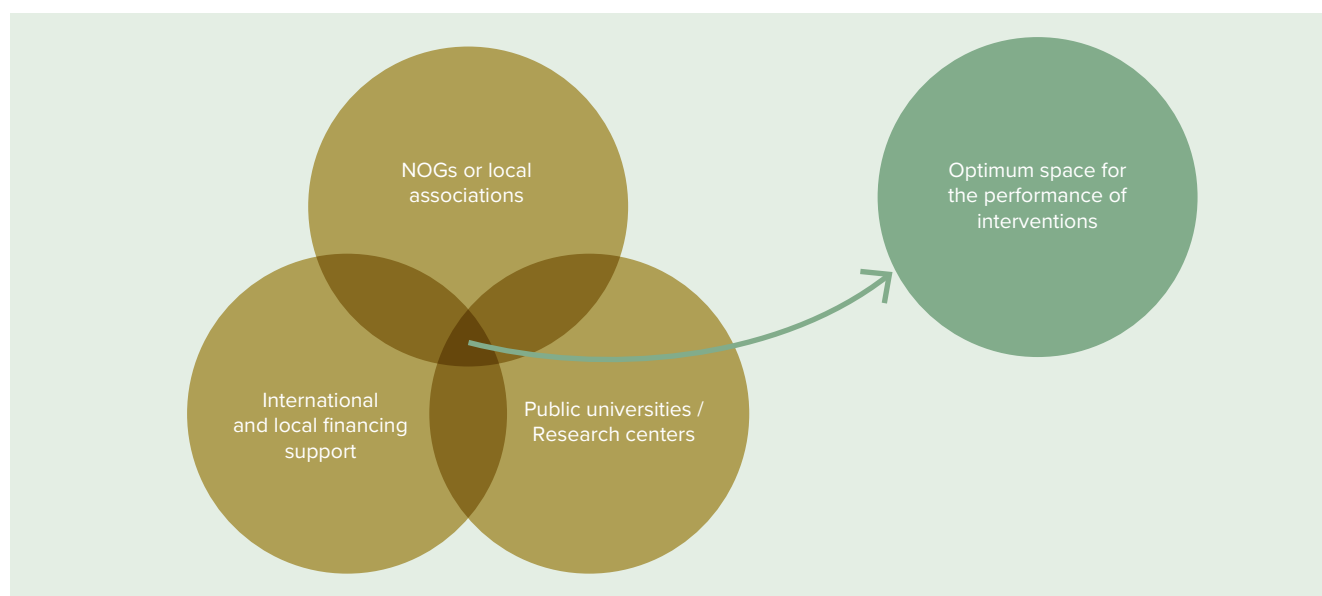 NOGs or local
associations
Optimum space for
the performance of
interventions
International
and local financing
support
Public universities /
Research centers